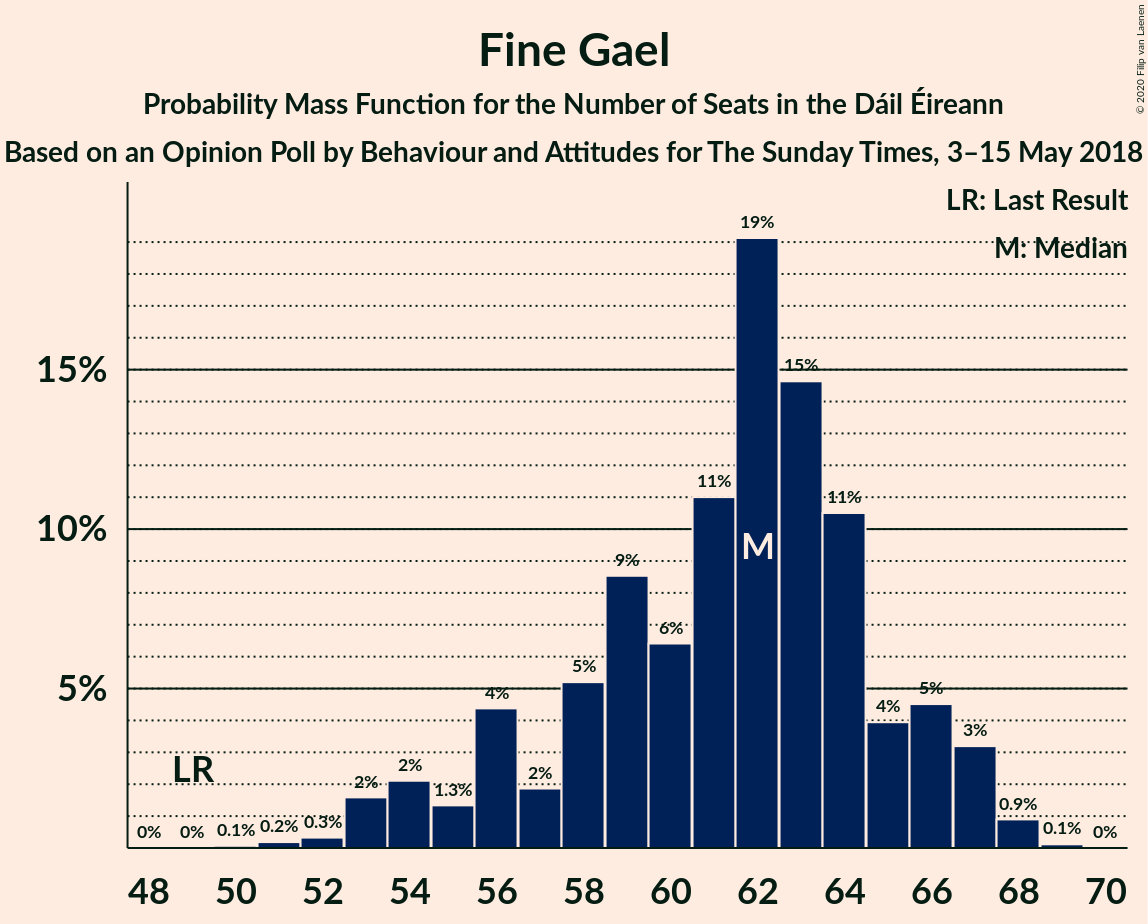 Fine Gael
Probability Mass Function for the Number of Seats in the Dáil Éireann
Based on an Opinion Poll by Behaviour and Attitudes for The Sunday Times, 3–15 May 2018
© 2020 Filip van Laenen
LR: Last Result
M: Median
19%
15%
15%
11%
11%
10%
M
9%
6%
5%
5%
4%
5%
4%
3%
LR
2%
2%
1.3%
2%
0.9%
0%
0%
0.1%
0.2%
0.3%
0.1%
0%
48 50 52 54 56 58 60 62 64 66 68 70